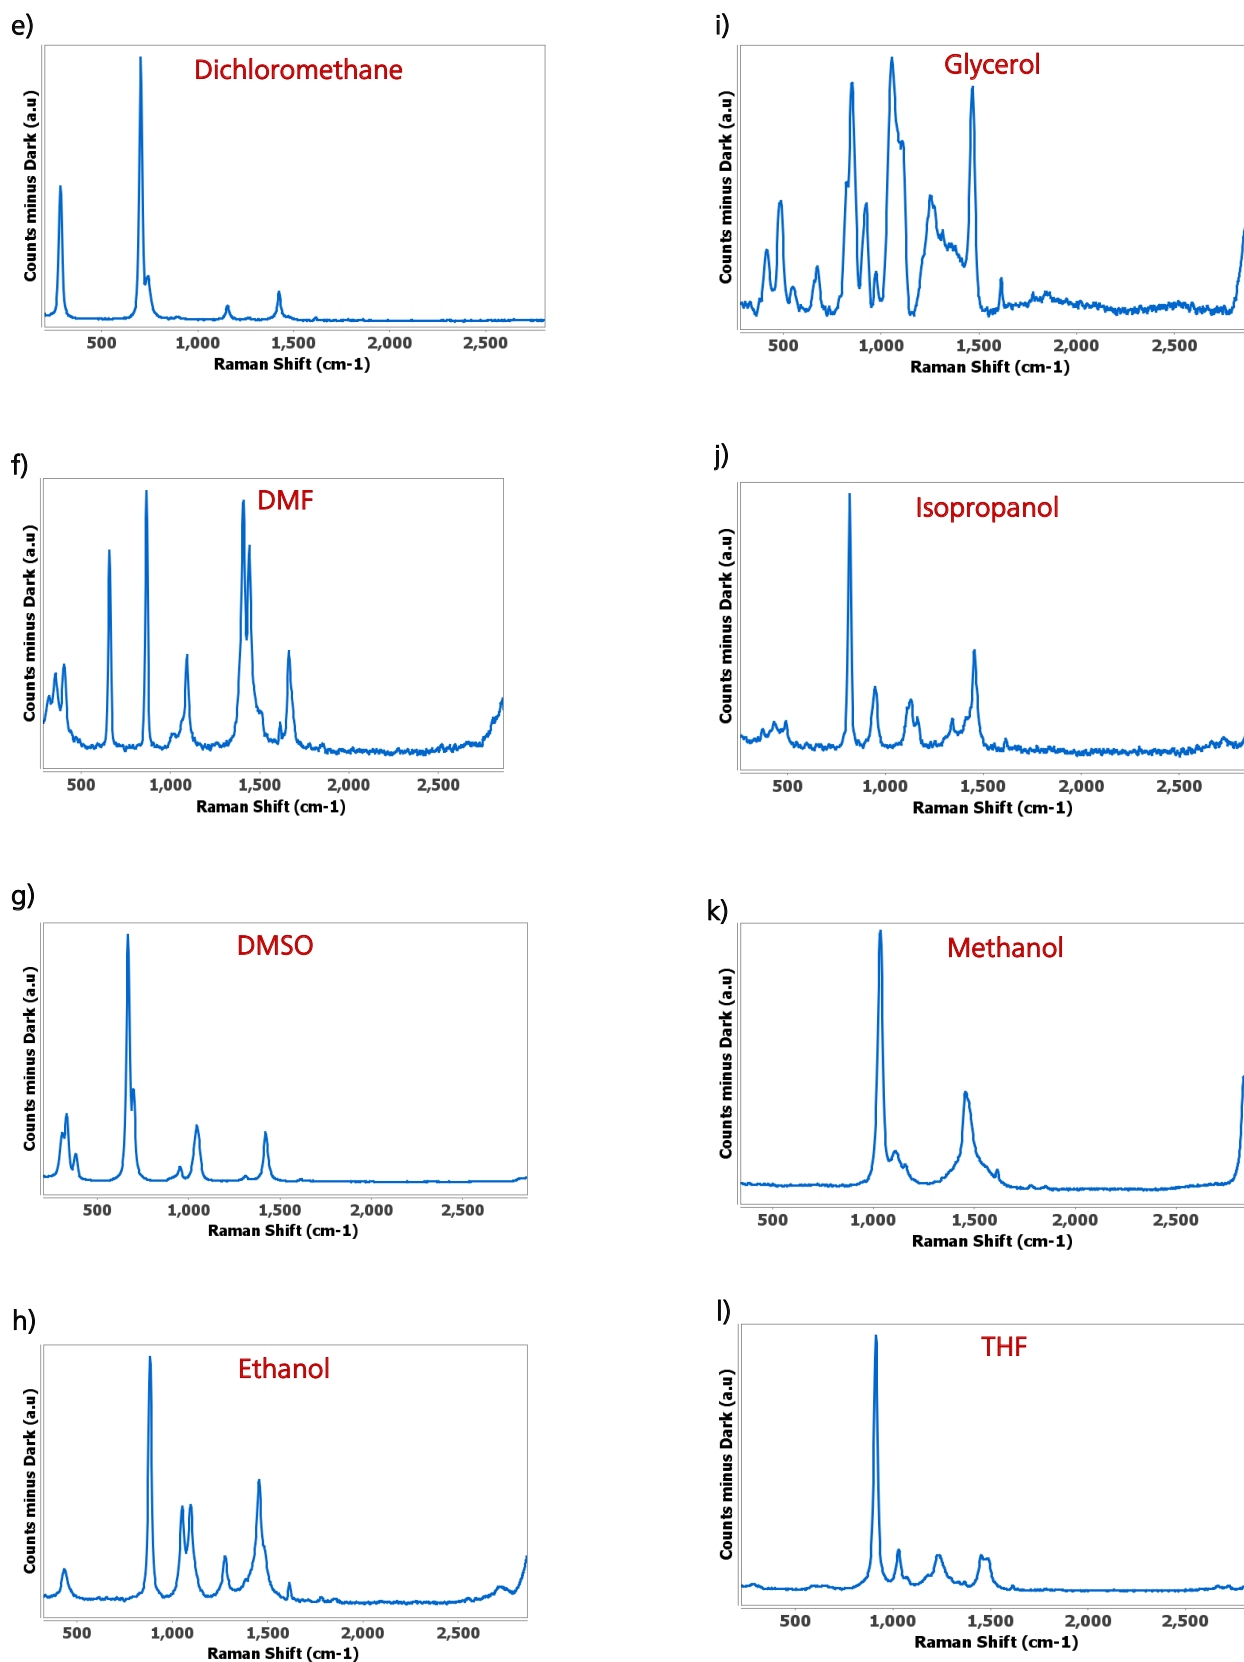 e)
Dichloromethane
Counts minus Dark (a.u)
500 1,000 1,500 2,000 2,500
Raman Shift (cm-1)
i)
Glycerol
Counts minus Dark (a.u)
500 1,000 1,500 2,000 2,500
Raman Shift (cm-1)
f)
DMF
Counts minus Dark (a.u)
500 1,000 1,500 2,000 2,500
Raman Shift (cm-1)
j)
Isopropanol
Counts minus Dark (a.u)
500 1,000 1,500 2,000 2,500
Raman Shift (cm-1)
g)
DMSO
Counts minus Dark (a.u)
500 1,000 1,500 2,000 2,500
Raman Shift (cm-1)
k)
Methanol
Counts minus Dark (a.u)
500 1,000 1,500 2,000 2,500
Raman Shift (cm-1)
h)
Ethanol
Counts minus Dark (a.u)
500 1,000 1,500 2,000 2,500
Raman Shift (cm-1)
l)
THF
Counts minus Dark (a.u)
500 1,000 1,500 2,000 2,500
Raman Shift (cm-1)